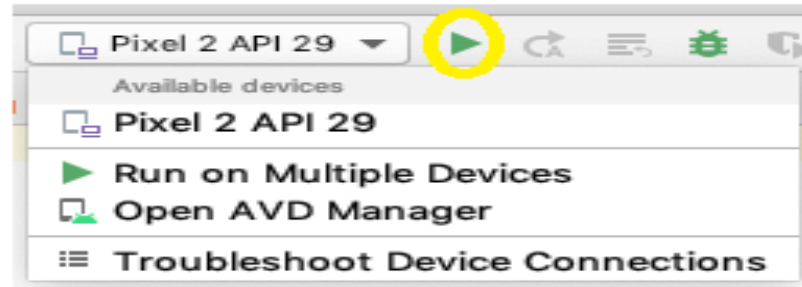 Pixel 2 API 29
Available devices
Pixel 2 API 29
Run on Multiple Devices
Open AVD Manager
Troubleshoot Device Connections